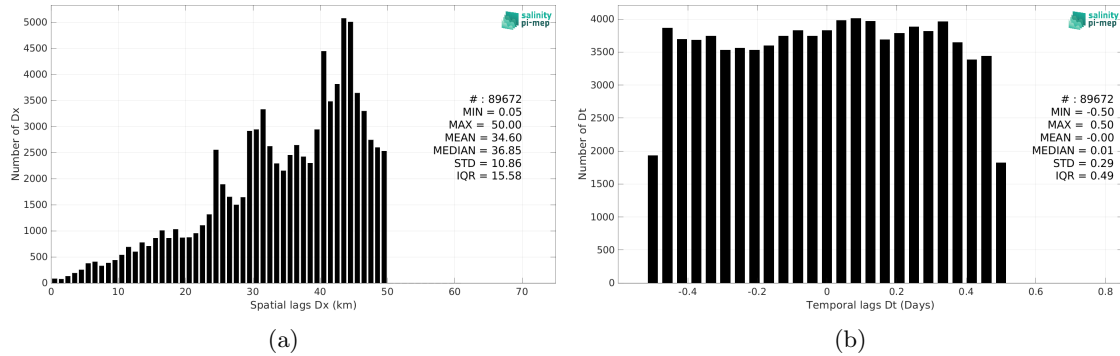 5000
4500
4000
3500
3000
2500
2000
1500
1000
500
0
Number of Dx
0 10 20 30 40 50 60 70
Spatial lags Dx (km)
salinity
pi-mep
# : 89672
MIN = 0.05
MAX = 50.00
MEAN = 34.60
MEDIAN = 36.85
STD = 10.86
IQR = 15.58
(a)
4000
3500
3000
2500
2000
1500
1000
500
0
Number of Dt
-0.4 -0.2 0 0.2 0.4 0.6 0.8
Temporal lags Dt (Days)
salinity
pi-mep
# : 89672
MIN = -0.50
MAX = 0.50
MEAN = -0.00
MEDIAN = 0.01
STD = 0.29
IQR = 0.49
(b)